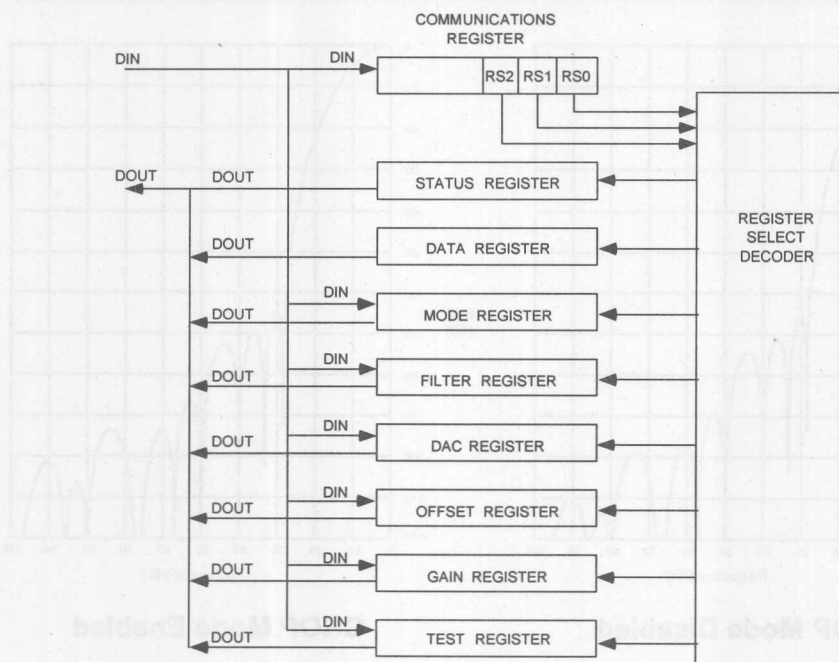 COMMUNICATIONS
REGISTER
DIN
DIN
RS2 RS1 RS0
DOUT
DOUT
STATUS REGISTER
REGISTER
SELECT
DECODER
DOUT
DATA REGISTER
DIN
DOUT
MODE REGISTER
DIN
DOUT
FILTER REGISTER
DIN
DOUT
DAC REGISTER
DIN
DOUT
OFFSET REGISTER
DIN
DOUT
GAIN REGISTER
DIN
DOUT
TEST REGISTER
CHOP Mode Enabled
OP Mode Disabled